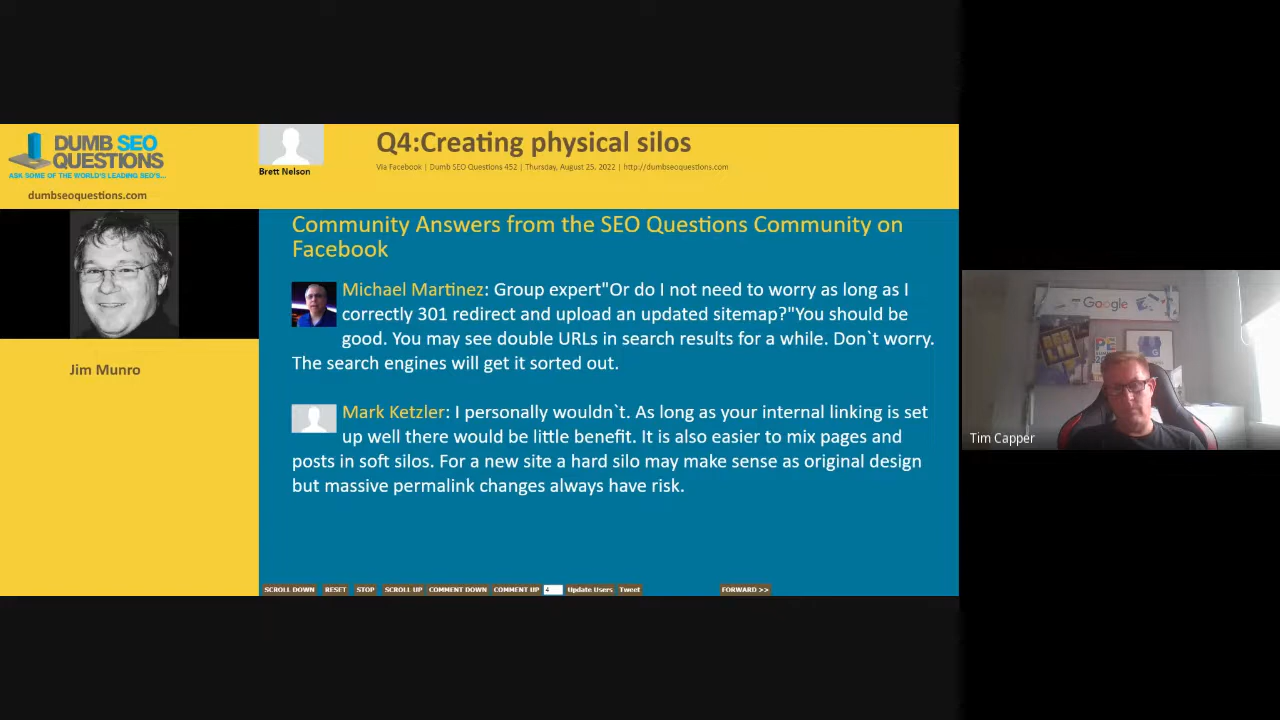 DUMB SEO
QUESTIONS
ASK SOME OF THE WORLD'S LEADING SEO'S...
dumbseoquestions.com
Brett Nelson
Q4:Creating physical silos
Via Facebook | Dumb SEO Questions 452 | Thursday, August 25, 2022 | http://dumbseoquestions.com
Jim Munro
Community Answers from the SEO Questions Community on
Facebook
Michael Martinez: Group expert"Or do I not need to worry as long as I
correctly 301 redirect and upload an updated sitemap?"You should be
good. You may see double URLs in search results for a while. Don`t worry.
The search engines will get it sorted out.
Mark Ketzler: I personally wouldn`t. As long as your internal linking is set
up well there would be little benefit. It is also easier to mix pages and
posts in soft silos. For a new site a hard silo may make sense as original design
but massive permalink changes always have risk.
SCROLL DOWN RESET STOP SCROLL UP COMMENT DOWN COMMENT UP 4 Update Users Tweet FORWARD >>
Google
Tim Capper